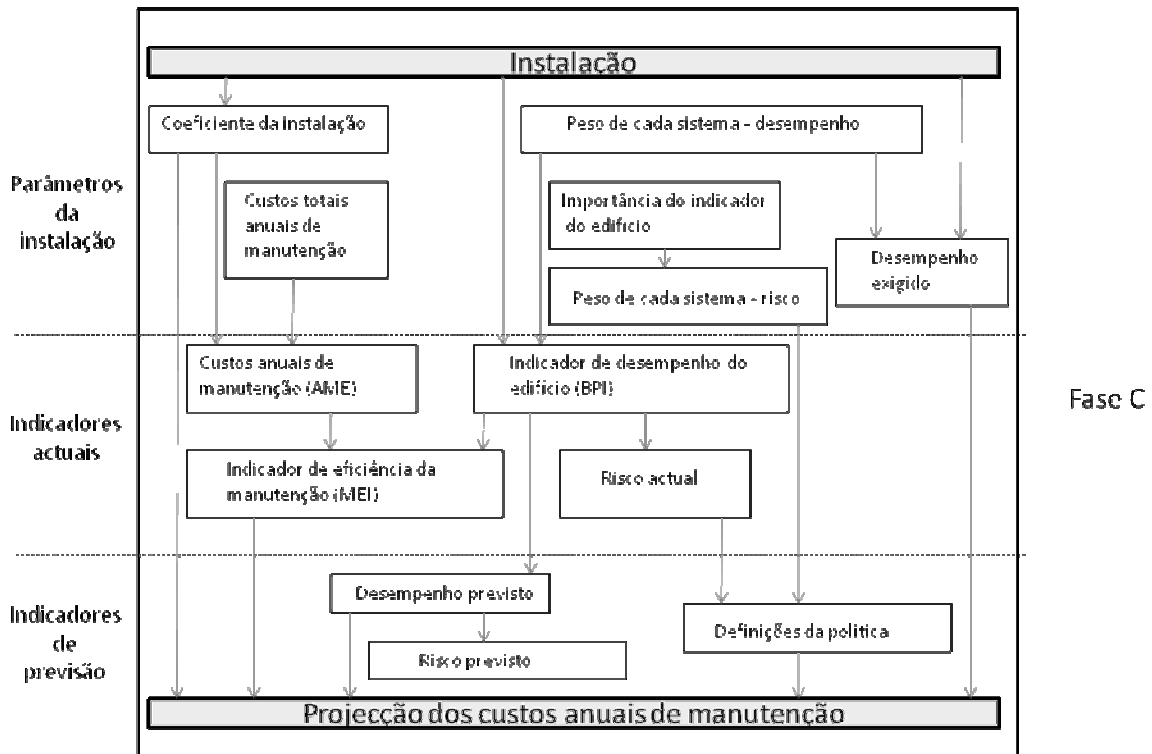 Instalação
Coeficiente da instalação
Peso de cada sistema - desempenho
Parâmetros
da
instalação
Custos totais
anuais de
manutenção
Importância do indicador
do edifício
Desempenho
exigido
Peso de cada sistema - risco
Custos anuais de
manutenção (AME)
Indicador de desempenho do
edifício (BPI)
Fase C
Indicadores
actuais
Indicador de eficiência da
manutenção (MEI)
Risco actual
Indicadores
de
previsão
Desempenho previsto
Definições da política
Risco previsto
Projecção dos custos anuais de manutenção